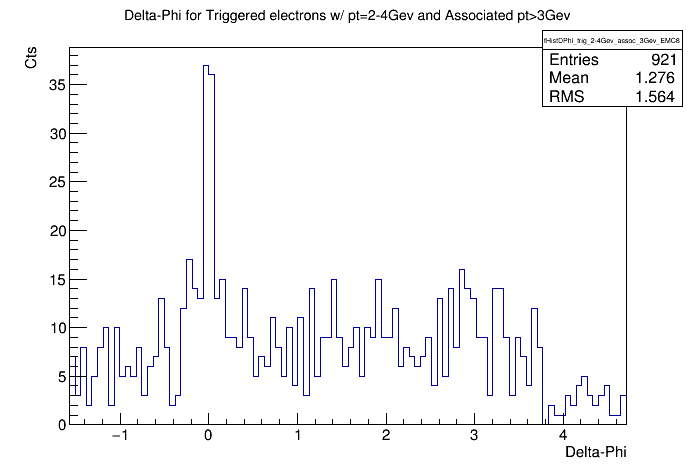 Delta-Phi for Triggered electrons w/ pt=2-4Gev and Associated pt>3Gev
fHistDPhi_trig_2-4Gev_assoc_3Gev_EMC8
Entries 921
Mean 1.276
RMS 1.564
Cts
35
30
25
20
15
10
5
0
−1 0 1 2 3 4
Delta-Phi